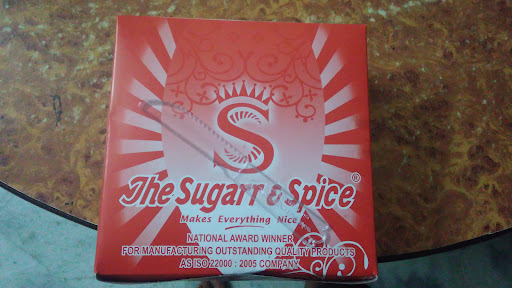 S
The Sugarr & Spice®
Makes Everything Nice
NATIONAL AWARD WINNER
FOR MANUFACTURING OUTSTANDING QUALITY PRODUCTS
AS ISO 22000 : 2005 COMPANY